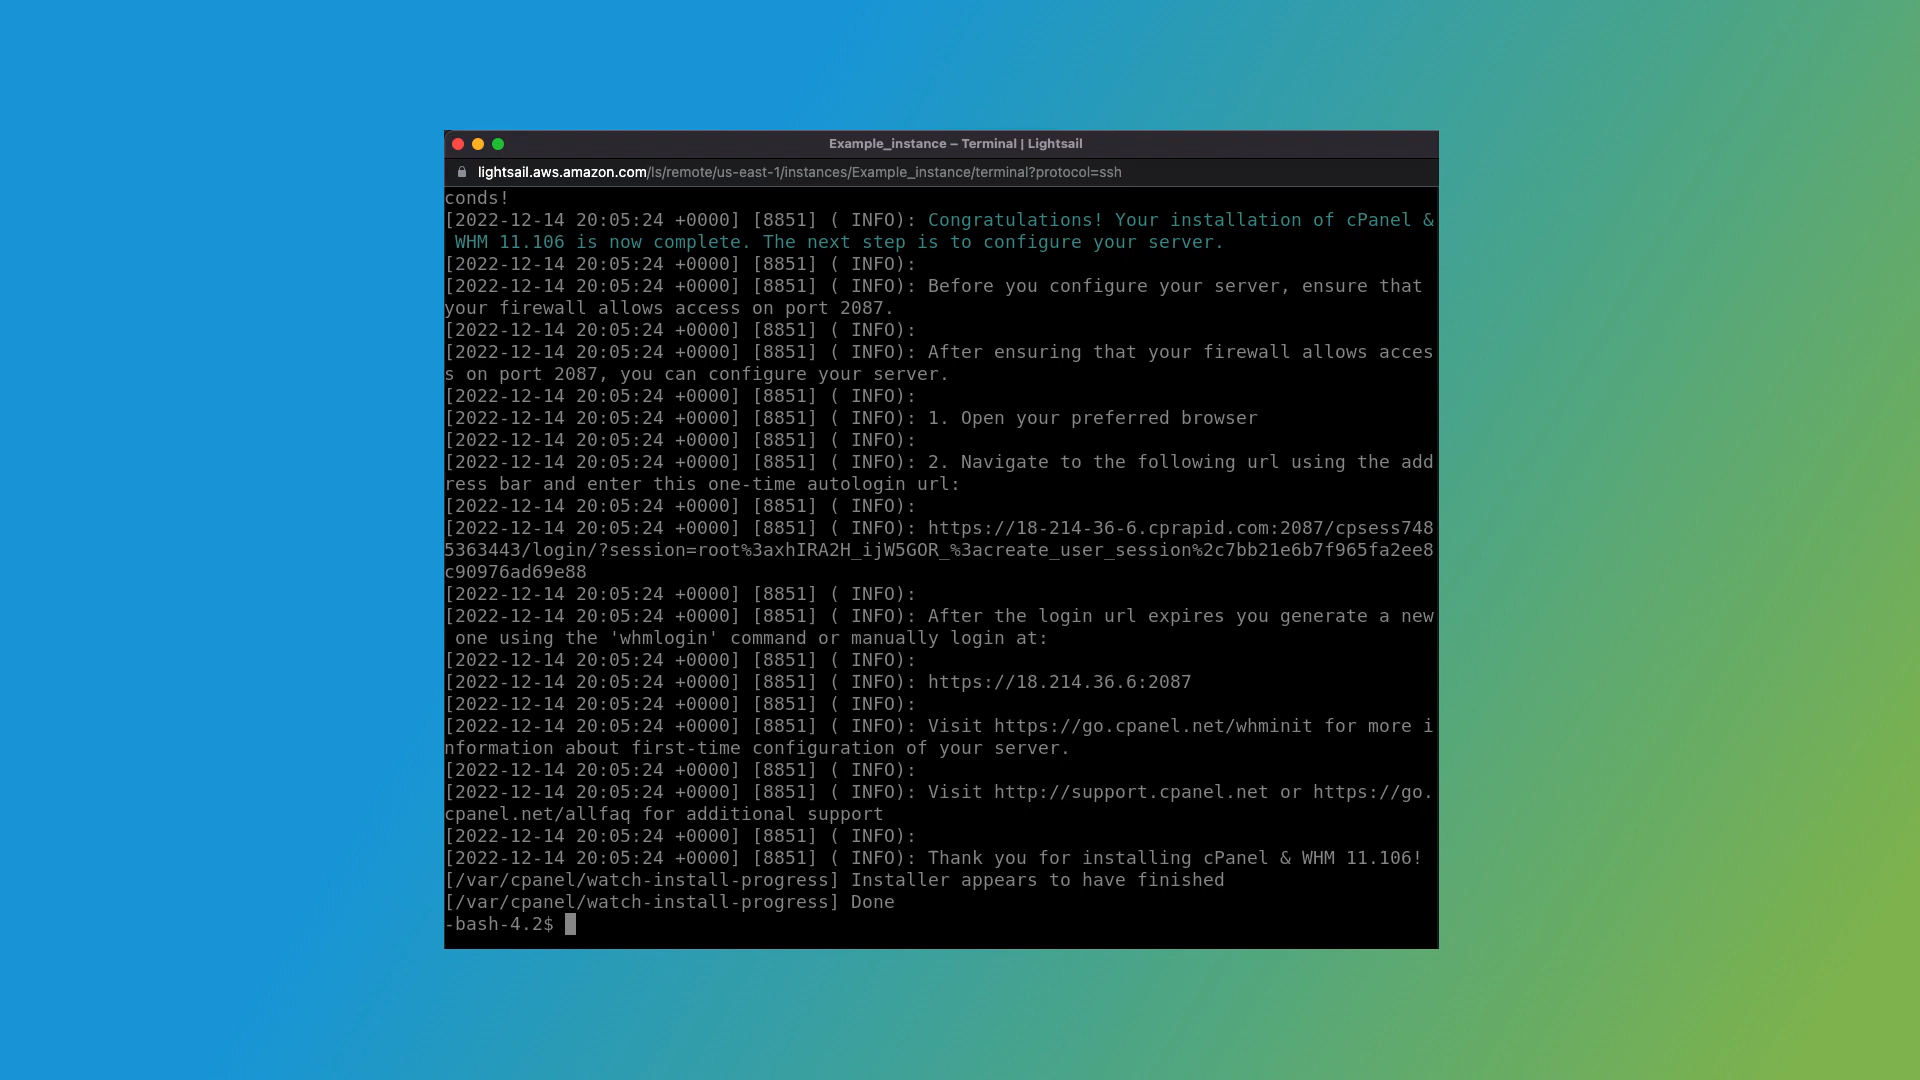 Example_instance – Terminal | Lightsail
lightsail.aws.amazon.com/ls/remote/us-east-1/instances/Example_instance/terminal?protocol=ssh
conds!
[2022-12-14 20:05:24 +0000] [8851] ( INFO): Congratulations! Your installation of cPanel &
WHM 11.106 is now complete. The next step is to configure your server.
[2022-12-14 20:05:24 +0000] [8851] ( INFO):
[2022-12-14 20:05:24 +0000] [8851] ( INFO): Before you configure your server, ensure that
your firewall allows access on port 2087.
[2022-12-14 20:05:24 +0000] [8851] ( INFO):
[2022-12-14 20:05:24 +0000] [8851] ( INFO): After ensuring that your firewall allows acces
s on port 2087, you can configure your server.
[2022-12-14 20:05:24 +0000] [8851] ( INFO):
[2022-12-14 20:05:24 +0000] [8851] ( INFO): 1. Open your preferred browser
[2022-12-14 20:05:24 +0000] [8851] ( INFO):
[2022-12-14 20:05:24 +0000] [8851] ( INFO): 2. Navigate to the following url using the add
ress bar and enter this one-time autologin url:
[2022-12-14 20:05:24 +0000] [8851] ( INFO):
[2022-12-14 20:05:24 +0000] [8851] ( INFO): https://18-214-36-6.cprapid.com:2087/cpsess748
5363443/login/?session=root%3axhIRA2H_ijW5GOR_%3acreate_user_session%2c7bb21e6b7f965fa2ee8
c90976ad69e88
[2022-12-14 20:05:24 +0000] [8851] ( INFO):
[2022-12-14 20:05:24 +0000] [8851] ( INFO): After the login url expires you generate a new
one using the 'whmlogin' command or manually login at:
[2022-12-14 20:05:24 +0000] [8851] ( INFO):
[2022-12-14 20:05:24 +0000] [8851] ( INFO): https://18.214.36.6:2087
[2022-12-14 20:05:24 +0000] [8851] ( INFO):
[2022-12-14 20:05:24 +0000] [8851] ( INFO): Visit https://go.cpanel.net/whminit for more i
nformation about first-time configuration of your server.
[2022-12-14 20:05:24 +0000] [8851] ( INFO):
[2022-12-14 20:05:24 +0000] [8851] ( INFO): Visit http://support.cpanel.net or https://go.
cpanel.net/allfaq for additional support
[2022-12-14 20:05:24 +0000] [8851] ( INFO):
[2022-12-14 20:05:24 +0000] [8851] ( INFO): Thank you for installing cPanel & WHM 11.106!
[/var/cpanel/watch-install-progress] Installer appears to have finished
[/var/cpanel/watch-install-progress] Done
-bash-4.2$